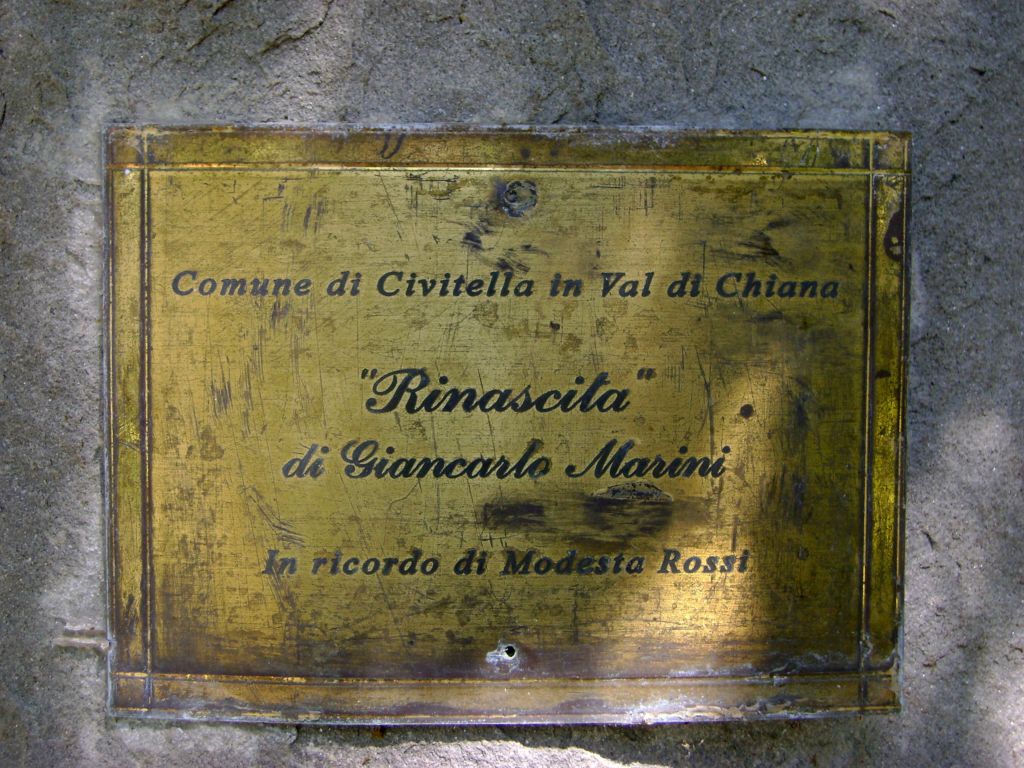 Comune di Civitella in Val di Chiana
"Rinascita"
di Giancarlo Marini
In ricordo di Modesta Rossi